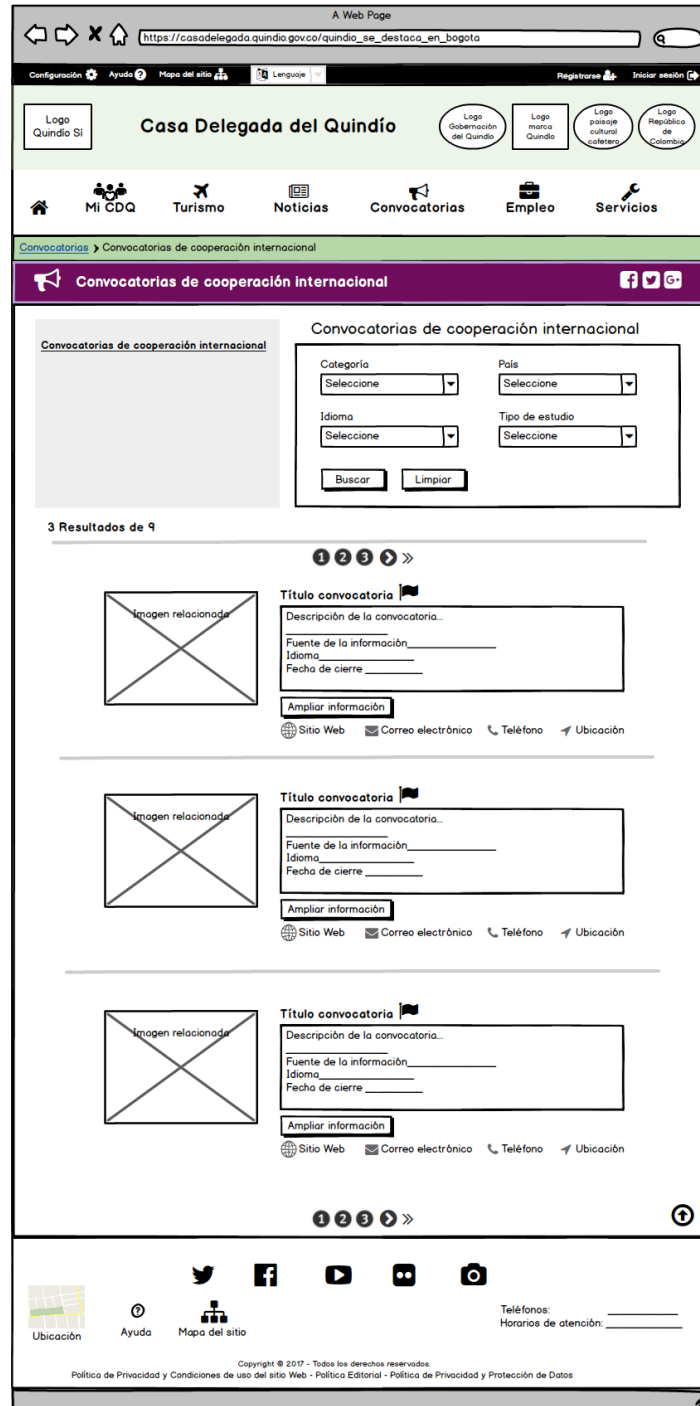 A Web Page
https://casadelegada.quindio.gov.co/quindio_se_destaca_en_bogota
Configuración Ayuda Mapa del sitio Lenguaje Registrarse Iniciar sesión
Logo
Quindío Sí
Casa Delegada del Quindío
Logo
Gobernación
del Quindío
Logo
marca
Quindío
Logo
paisaje
cultural
cafetero
Logo
República
de
Colombia
Mi CDQ Turismo Noticias Convocatorias Empleo Servicios
Convocatorias Convocatorias de cooperación internacional
Convocatorias de cooperación internacional
Convocatorias de cooperación internacional
Convocatorias de cooperación internacional
Categoría País
Seleccione Seleccione
Idioma Tipo de estudio
Seleccione Seleccione
Buscar Limpiar
3 Resultados de 9
1 2 3
Título convocatoria
Imagen relacionada
Descripción de la convocatoria...
Fuente de la información
Idioma
Fecha de cierre
Ampliar información
Sitio Web Correo electrónico Teléfono Ubicación
Título convocatoria
Imagen relacionada
Descripción de la convocatoria...
Fuente de la información
Idioma
Fecha de cierre
Ampliar información
Sitio Web Correo electrónico Teléfono Ubicación
Título convocatoria
Imagen relacionada
Descripción de la convocatoria...
Fuente de la información
Idioma
Fecha de cierre
Ampliar información
Sitio Web Correo electrónico Teléfono Ubicación
1 2 3
Ubicación
Ayuda
Mapa del sitio
Teléfonos:
Horarios de atención:
Copyright © 2017 - Todos los derechos reservados.
Política de Privacidad y Condiciones de uso del sitio Web - Política Editorial - Política de Privacidad y Protección de Datos